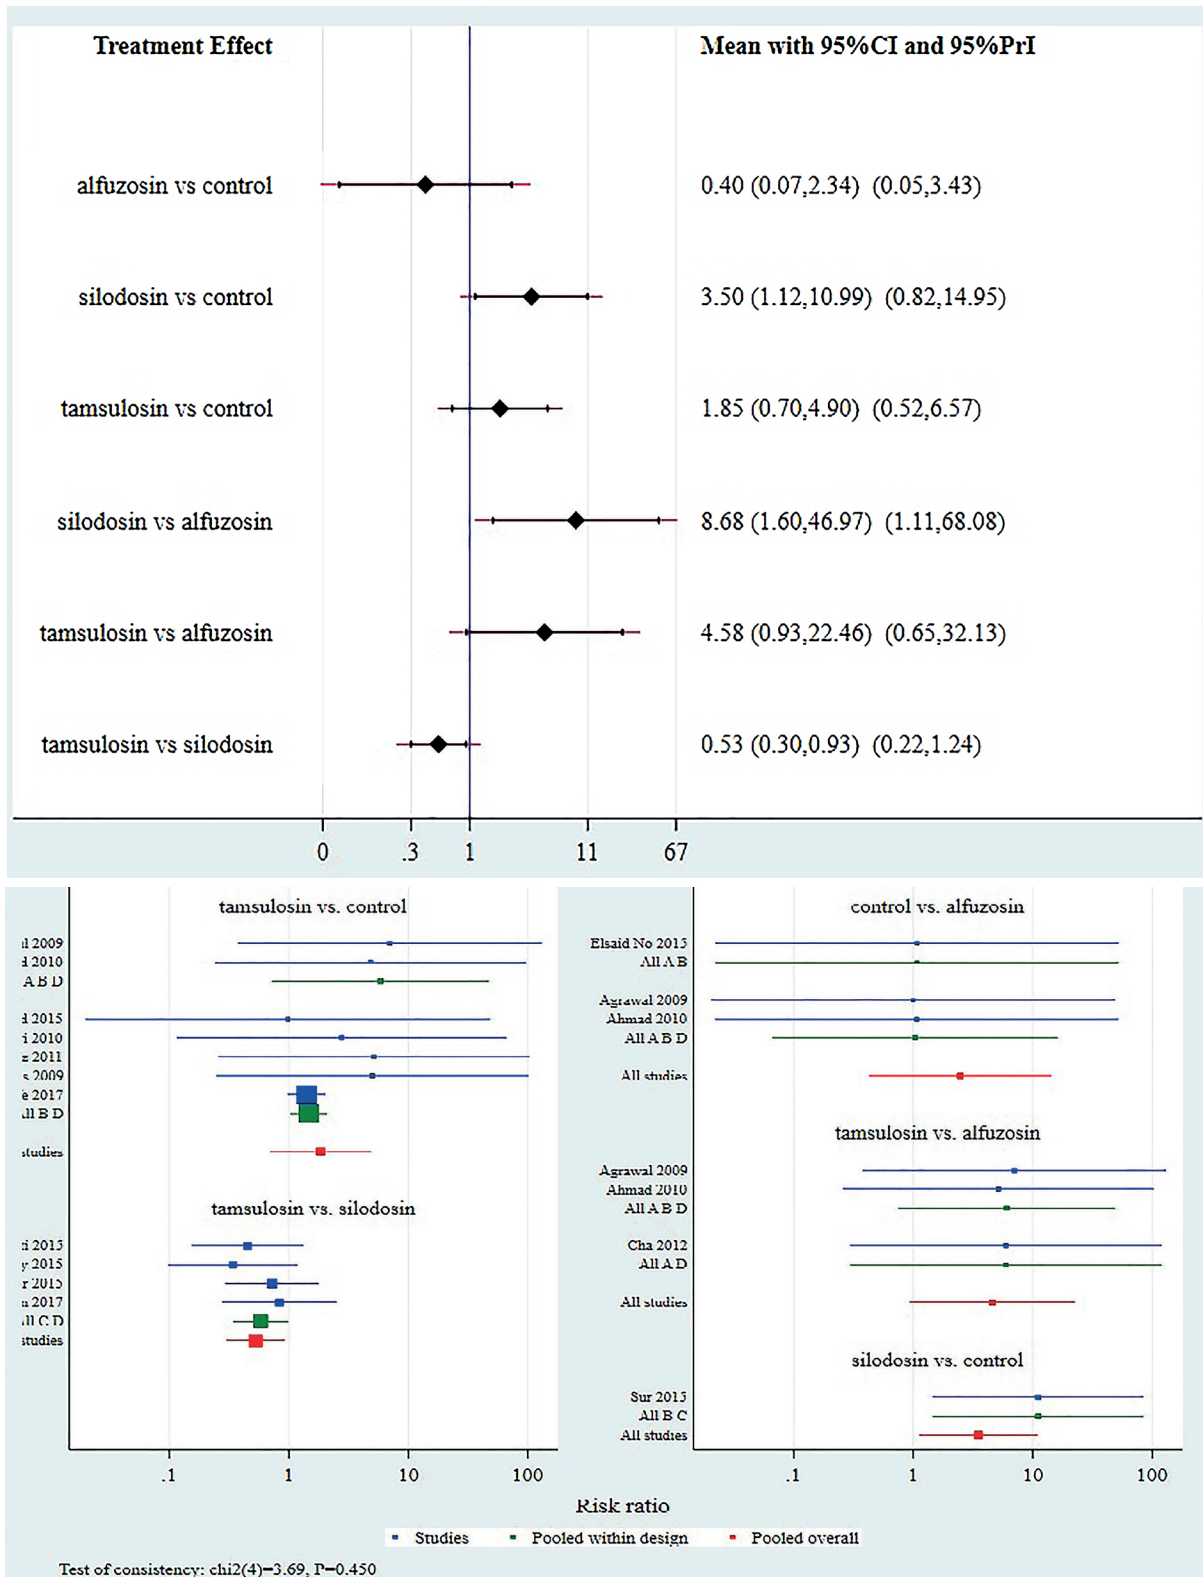 Treatment Effect Mean with 95%CI and 95%PrI
alfuzosin vs control 0.40 (0.07,2.34) (0.05,3.43)
silodosin vs control 3.50 (1.12,10.99) (0.82,14.95)
tamsulosin vs control 1.85 (0.70,4.90) (0.52,6.57)
silodosin vs alfuzosin 8.68 (1.60,46.97) (1.11,68.08)
tamsulosin vs alfuzosin 4.58 (0.93,22.46) (0.65,32.13)
tamsulosin vs silodosin 0.53 (0.30,0.93) (0.22,1.24)
0 .3 1 11 67
tamsulosin vs. control
2009
2010
A B D
2015
2010
2011
2009
2017
B D
studies
tamsulosin vs. silodosin
2015
2015
2015
2017
C D
studies
.1 1 10 100
control vs. alfuzosin
Elsaid No 2015
All A B
Agrawal 2009
Ahmad 2010
All A B D
All studies
tamsulosin vs. alfuzosin
Agrawal 2009
Ahmad 2010
All A B D
Cha 2012
All A D
All studies
silodosin vs. control
Sur 2015
All B C
All studies
.1 1 10 100
Risk ratio
Studies Pooled within design Pooled overall
Test of consistency: chi2(4)=3.69, P=0.450